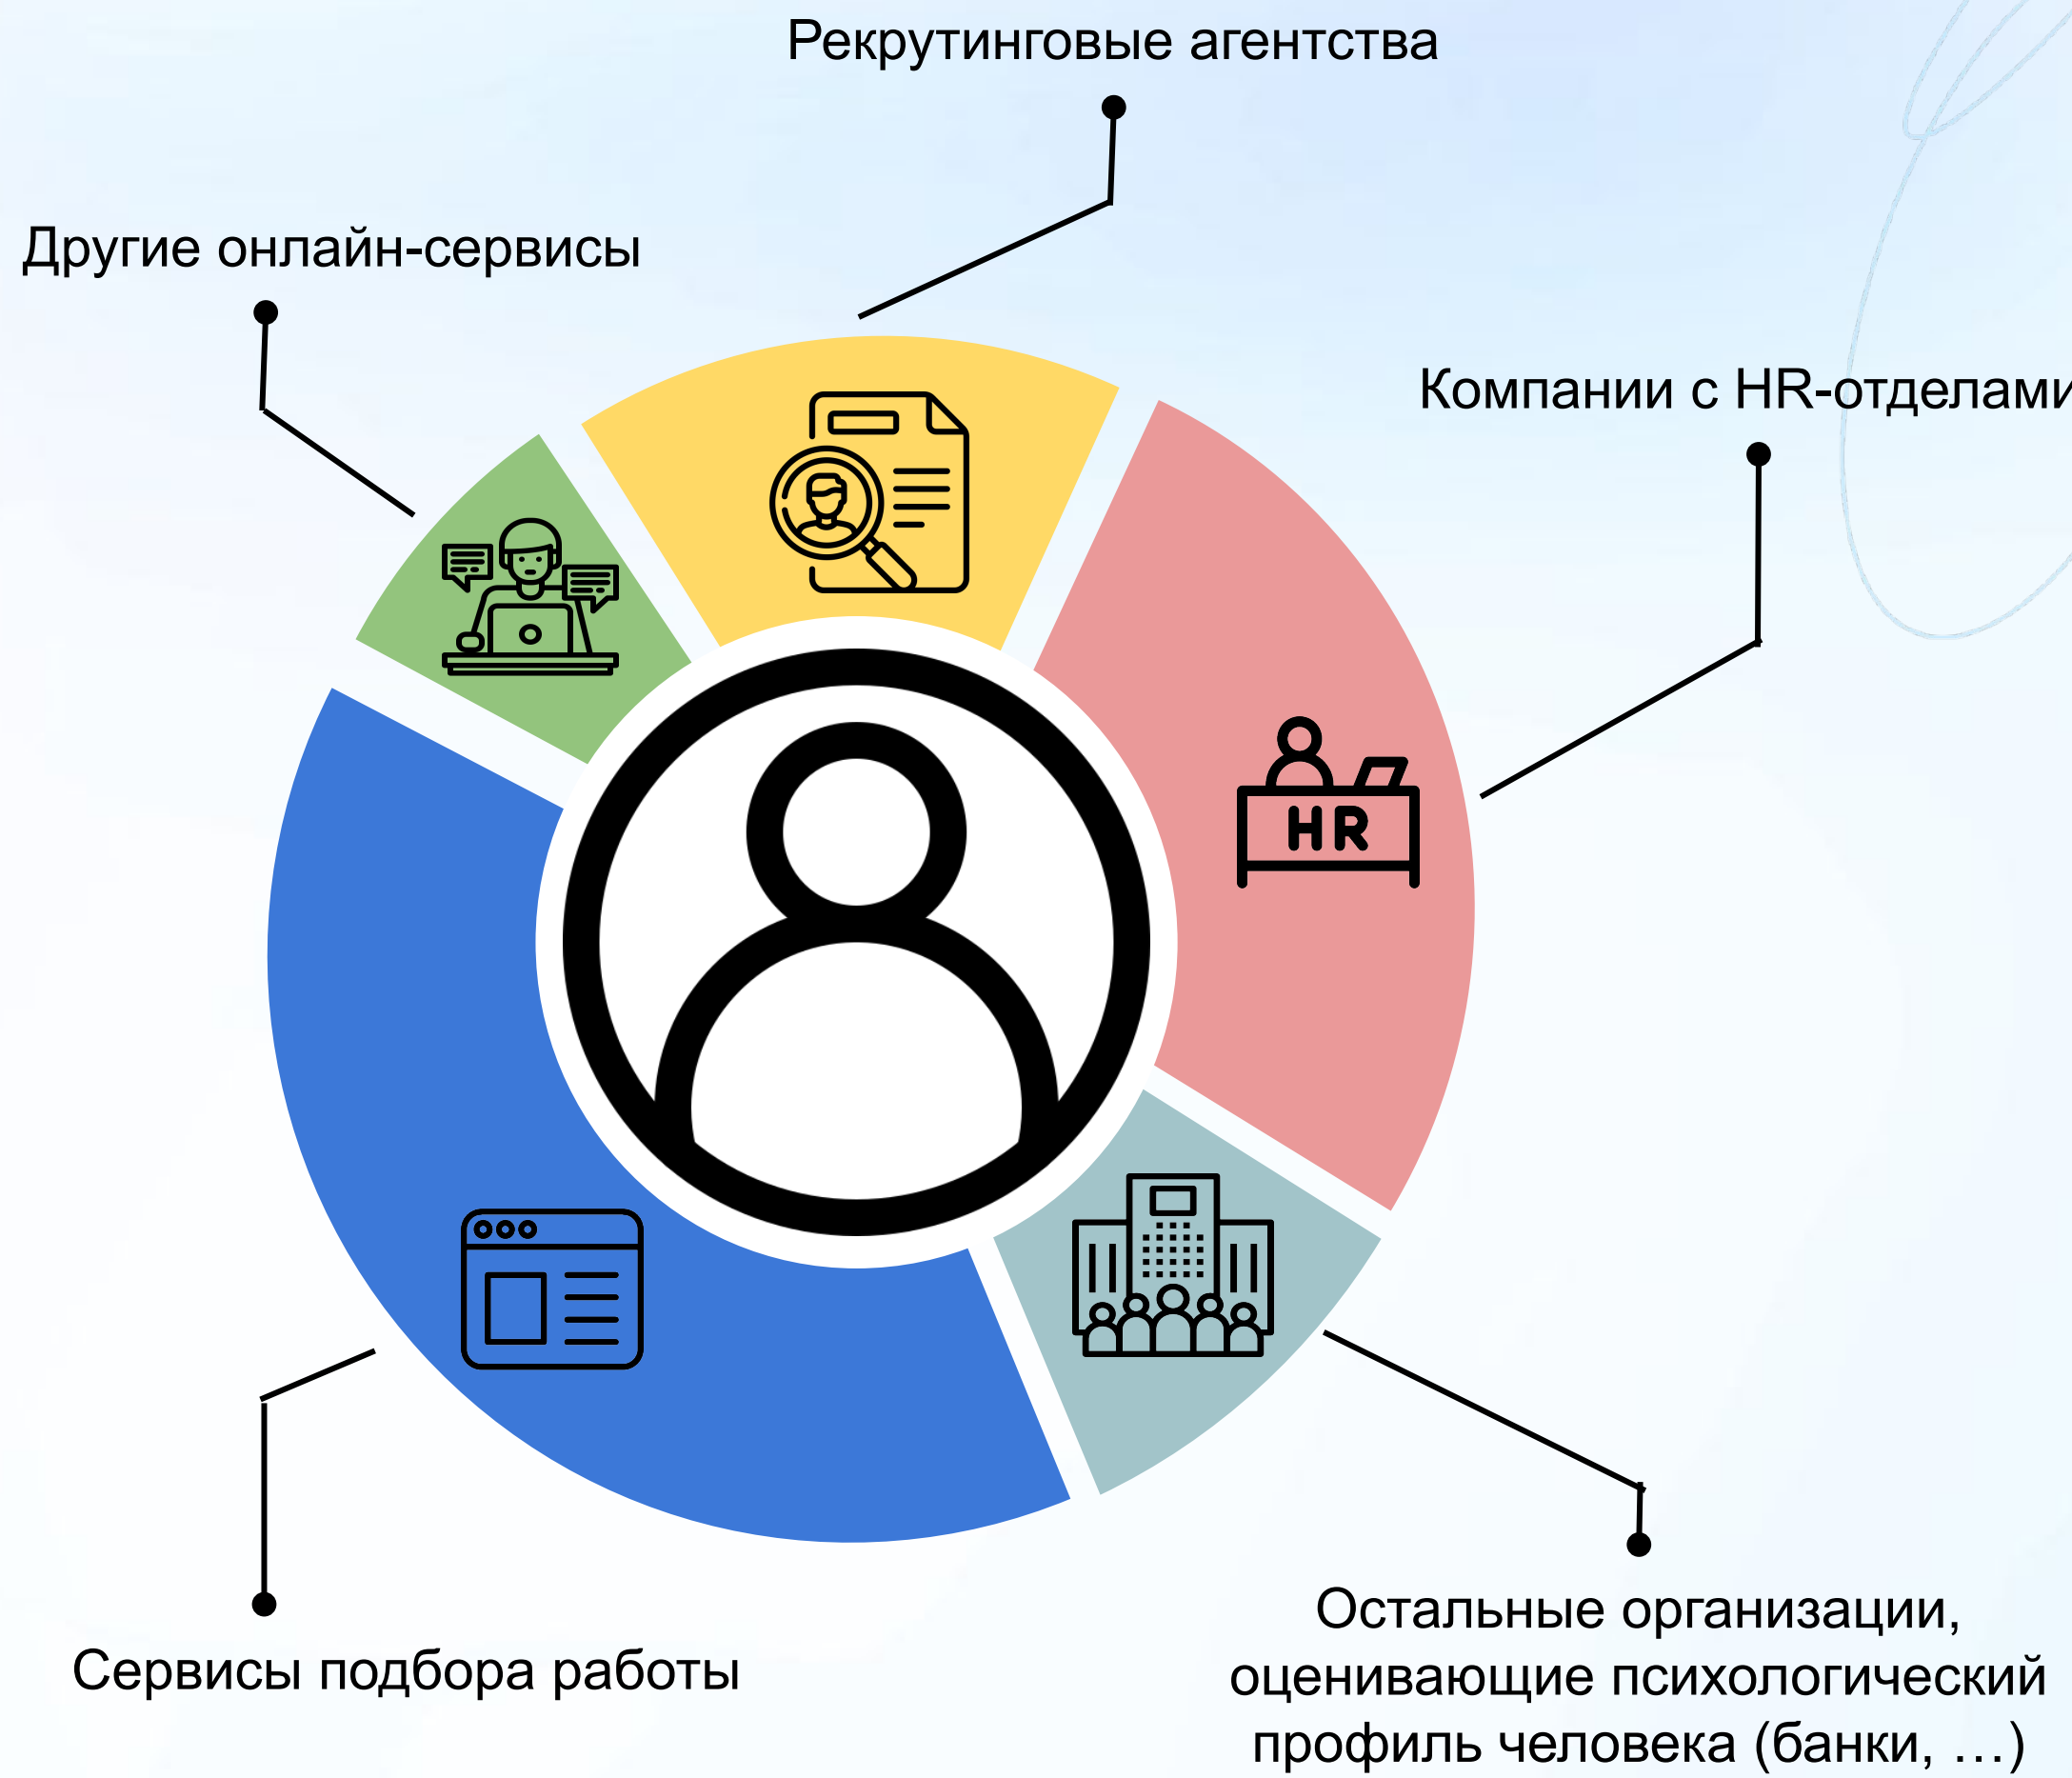 Рекрутинговые агентства
Другие онлайн-сервисы
Компании с HR-отделами
HR
Сервисы подбора работы
Остальные организации,
оценивающие психологический
профиль человека (банки, …)